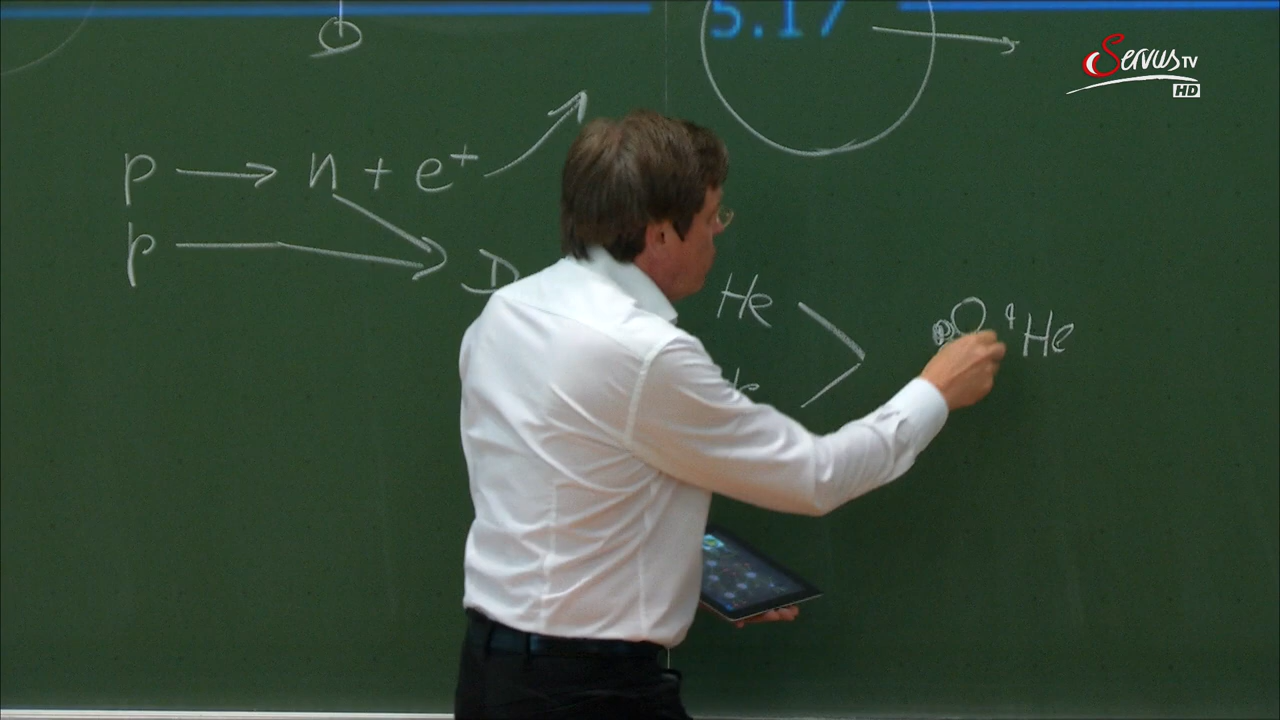 5.17
Servus TV
HD
p → n + e⁺
p → D
He
⁴He